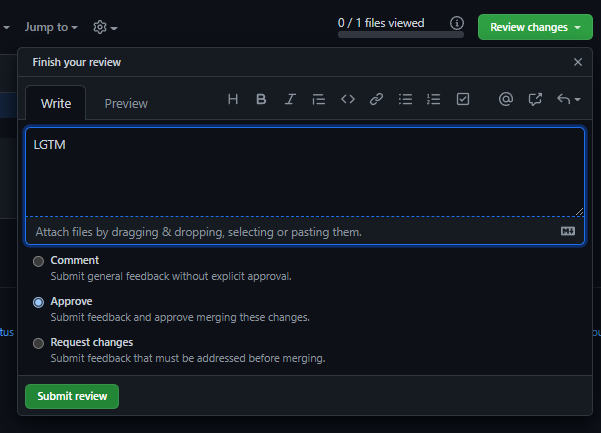 Jump to
0 / 1 files viewed
Review changes
Finish your review
Write
Preview
LGTM
Attach files by dragging & dropping, selecting or pasting them.
Comment
Submit general feedback without explicit approval.
Approve
Submit feedback and approve merging these changes.
tus
Request changes
Submit feedback that must be addressed before merging.
Submit review